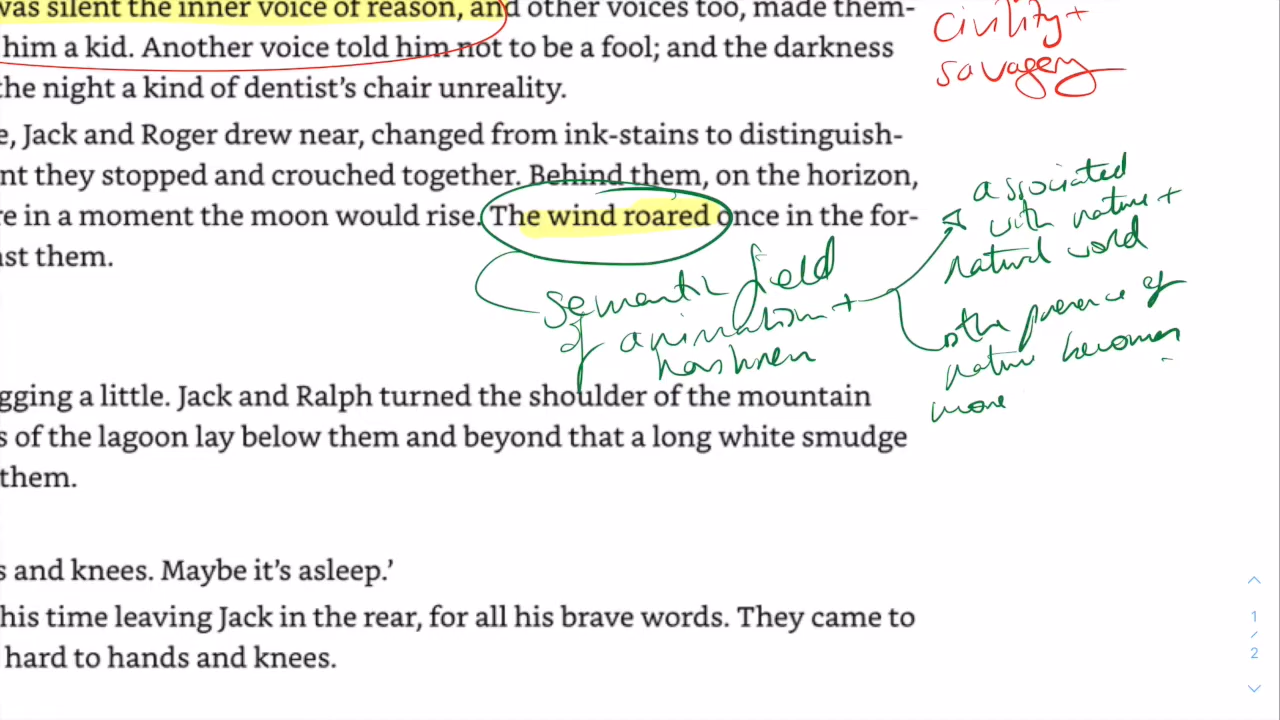 was silent the inner voice of reason, and other voices too, made them-
him a kid. Another voice told him not to be a fool; and the darkness
the night a kind of dentist's chair unreality.
civility +
savagery
e, Jack and Roger drew near, changed from ink-stains to distinguish-
nt they stopped and crouched together. Behind them, on the horizon,
re in a moment the moon would rise. The wind roared once in the for-
ast them.
semantic field
of animalism +
harshness
associated
with nature +
natural world
the presence of
nature becomes
more
gging a little. Jack and Ralph turned the shoulder of the mountain
s of the lagoon lay below them and beyond that a long white smudge
them.
s and knees. Maybe it's asleep.'
his time leaving Jack in the rear, for all his brave words. They came to
hard to hands and knees.
1
/
2